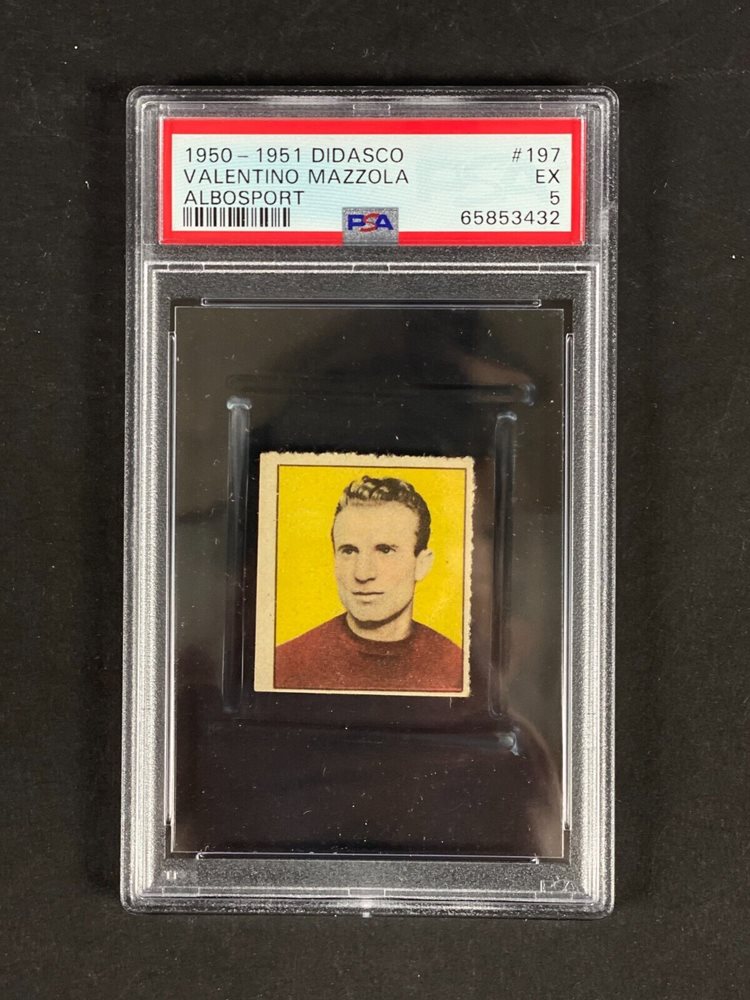 1950 – 1951 DIDASCO #197
VALENTINO MAZZOLA EX
ALBOSPORT 5
PSA 65853432